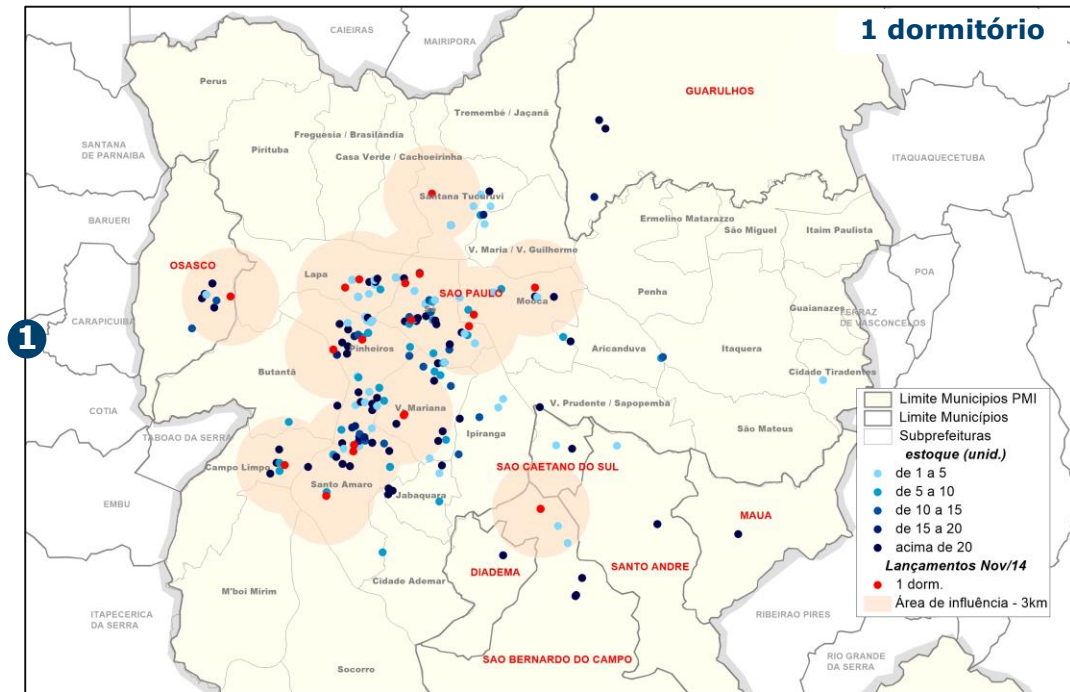 1 dormitório
CAIEIRAS
MAIRIPORA
Perus
GUARULHOS
Tremembé / Jaçanã
Freguesia / Brasilândia
SANTANA
DE PARNAIBA
Pirituba
Casa Verde / Cachoeirinha
ITAQUAQUECETUBA
Santana Tucuruvi
BARUERI
Ermelino Matarazzo
São Miguel
Itaim Paulista
V. Maria / V. Guilherme
OSASCO
Lapa
POA
SAO PAULO
Mooca
Penha
Guaianazes
FERRAZ
DE VASCONCELOS
CARAPICUIBA
1
Pinheiros
Aricanduva
Itaquera
Butantã
Cidade Tiradentes
COTIA
V. Mariana
V. Prudente / Sapopemba
TABOAO DA SERRA
Ipiranga
São Mateus
Campo Limpo
SAO CAETANO DO SUL
Santo Amaro
Jabaquara
EMBU
MAUA
DIADEMA
SANTO ANDRE
Cidade Ademar
M'boi Mirim
ITAPECERICA
DA SERRA
RIBEIRAO PIRES
SAO BERNARDO DO CAMPO
Socorro
RIO GRANDE
DA SERRA
Limite Municipios PMI
Limite Municípios
Subprefeituras
estoque (unid.)
de 1 a 5
de 5 a 10
de 10 a 15
de 15 a 20
acima de 20
Lançamentos Nov/14
1 dorm.
Área de influência - 3km